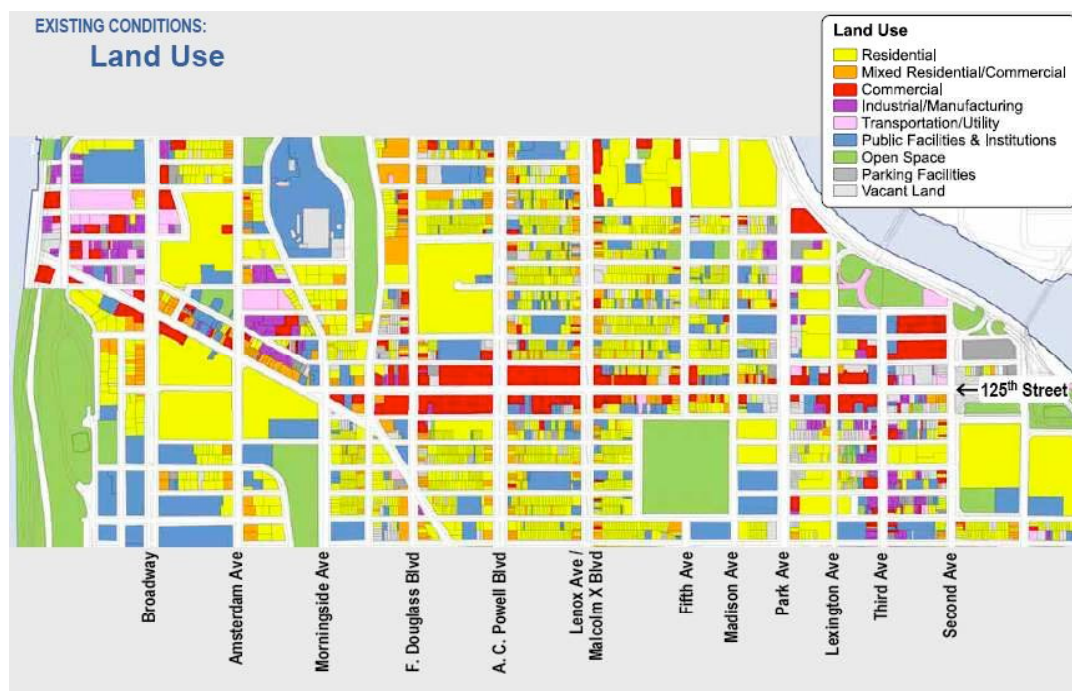 EXISTING CONDITIONS:
Land Use
Land Use
Residential
Mixed Residential/Commercial
Commercial
Industrial/Manufacturing
Transportation/Utility
Public Facilities & Institutions
Open Space
Parking Facilities
Vacant Land
←125th Street
Broadway
Amsterdam Ave
Morningside Ave
F. Douglass Blvd
A. C. Powell Blvd
Lenox Ave /
Malcolm X Blvd
Fifth Ave
Madison Ave
Park Ave
Lexington Ave
Third Ave
Second Ave